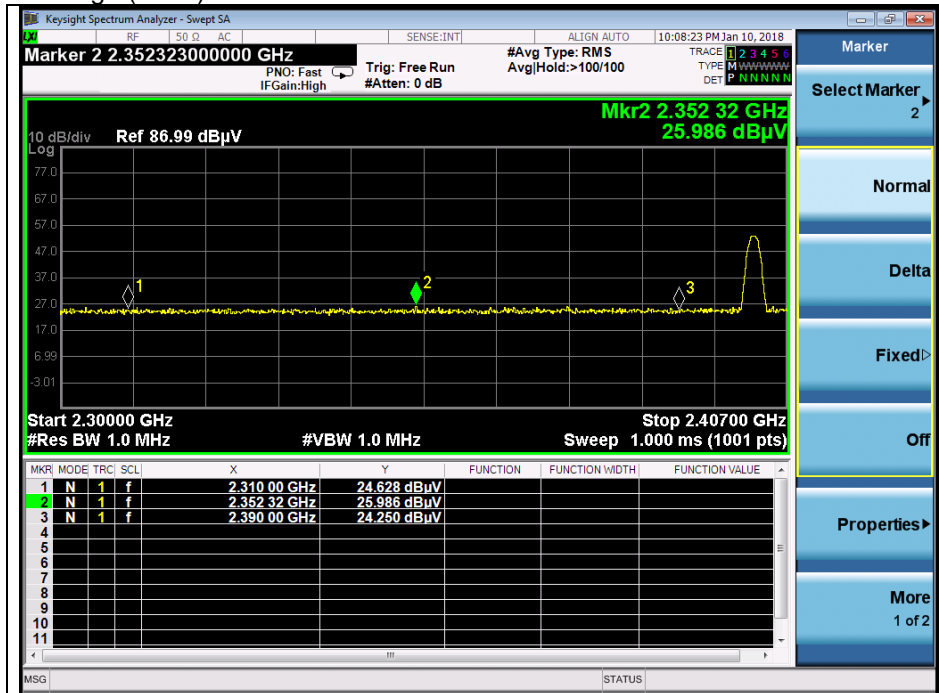 Keysight Spectrum Analyzer - Swept SA
LXI RF 50 Ω AC SENSE:INT ALIGN AUTO 10:08:23 PM Jan 10, 2018
Marker 2 2.352323000000 GHz
PNO: Fast
IFGain:High
Trig: Free Run
#Atten: 0 dB
#Avg Type: RMS
Avg|Hold:>100/100
TRACE 1 2 3 4 5 6
TYPE M WWWWW
DET P N N N N N
Mkr2 2.352 32 GHz
25.986 dBµV
10 dB/div Ref 86.99 dBµV
Log
77.0
67.0
57.0
47.0
37.0
27.0
17.0
6.99
-3.01
1
2
3
Start 2.30000 GHz Stop 2.40700 GHz
#Res BW 1.0 MHz #VBW 1.0 MHz Sweep 1.000 ms (1001 pts)
MKR MODE TRC SCL X Y FUNCTION FUNCTION WIDTH FUNCTION VALUE
1 N 1 f 2.310 00 GHz 24.628 dBµV
2 N 1 f 2.352 32 GHz 25.986 dBµV
3 N 1 f 2.390 00 GHz 24.250 dBµV
4
5
6
7
8
9
10
11
MSG STATUS
Marker
Select Marker
2
Normal
Delta
Fixed
Off
Properties
More
1 of 2